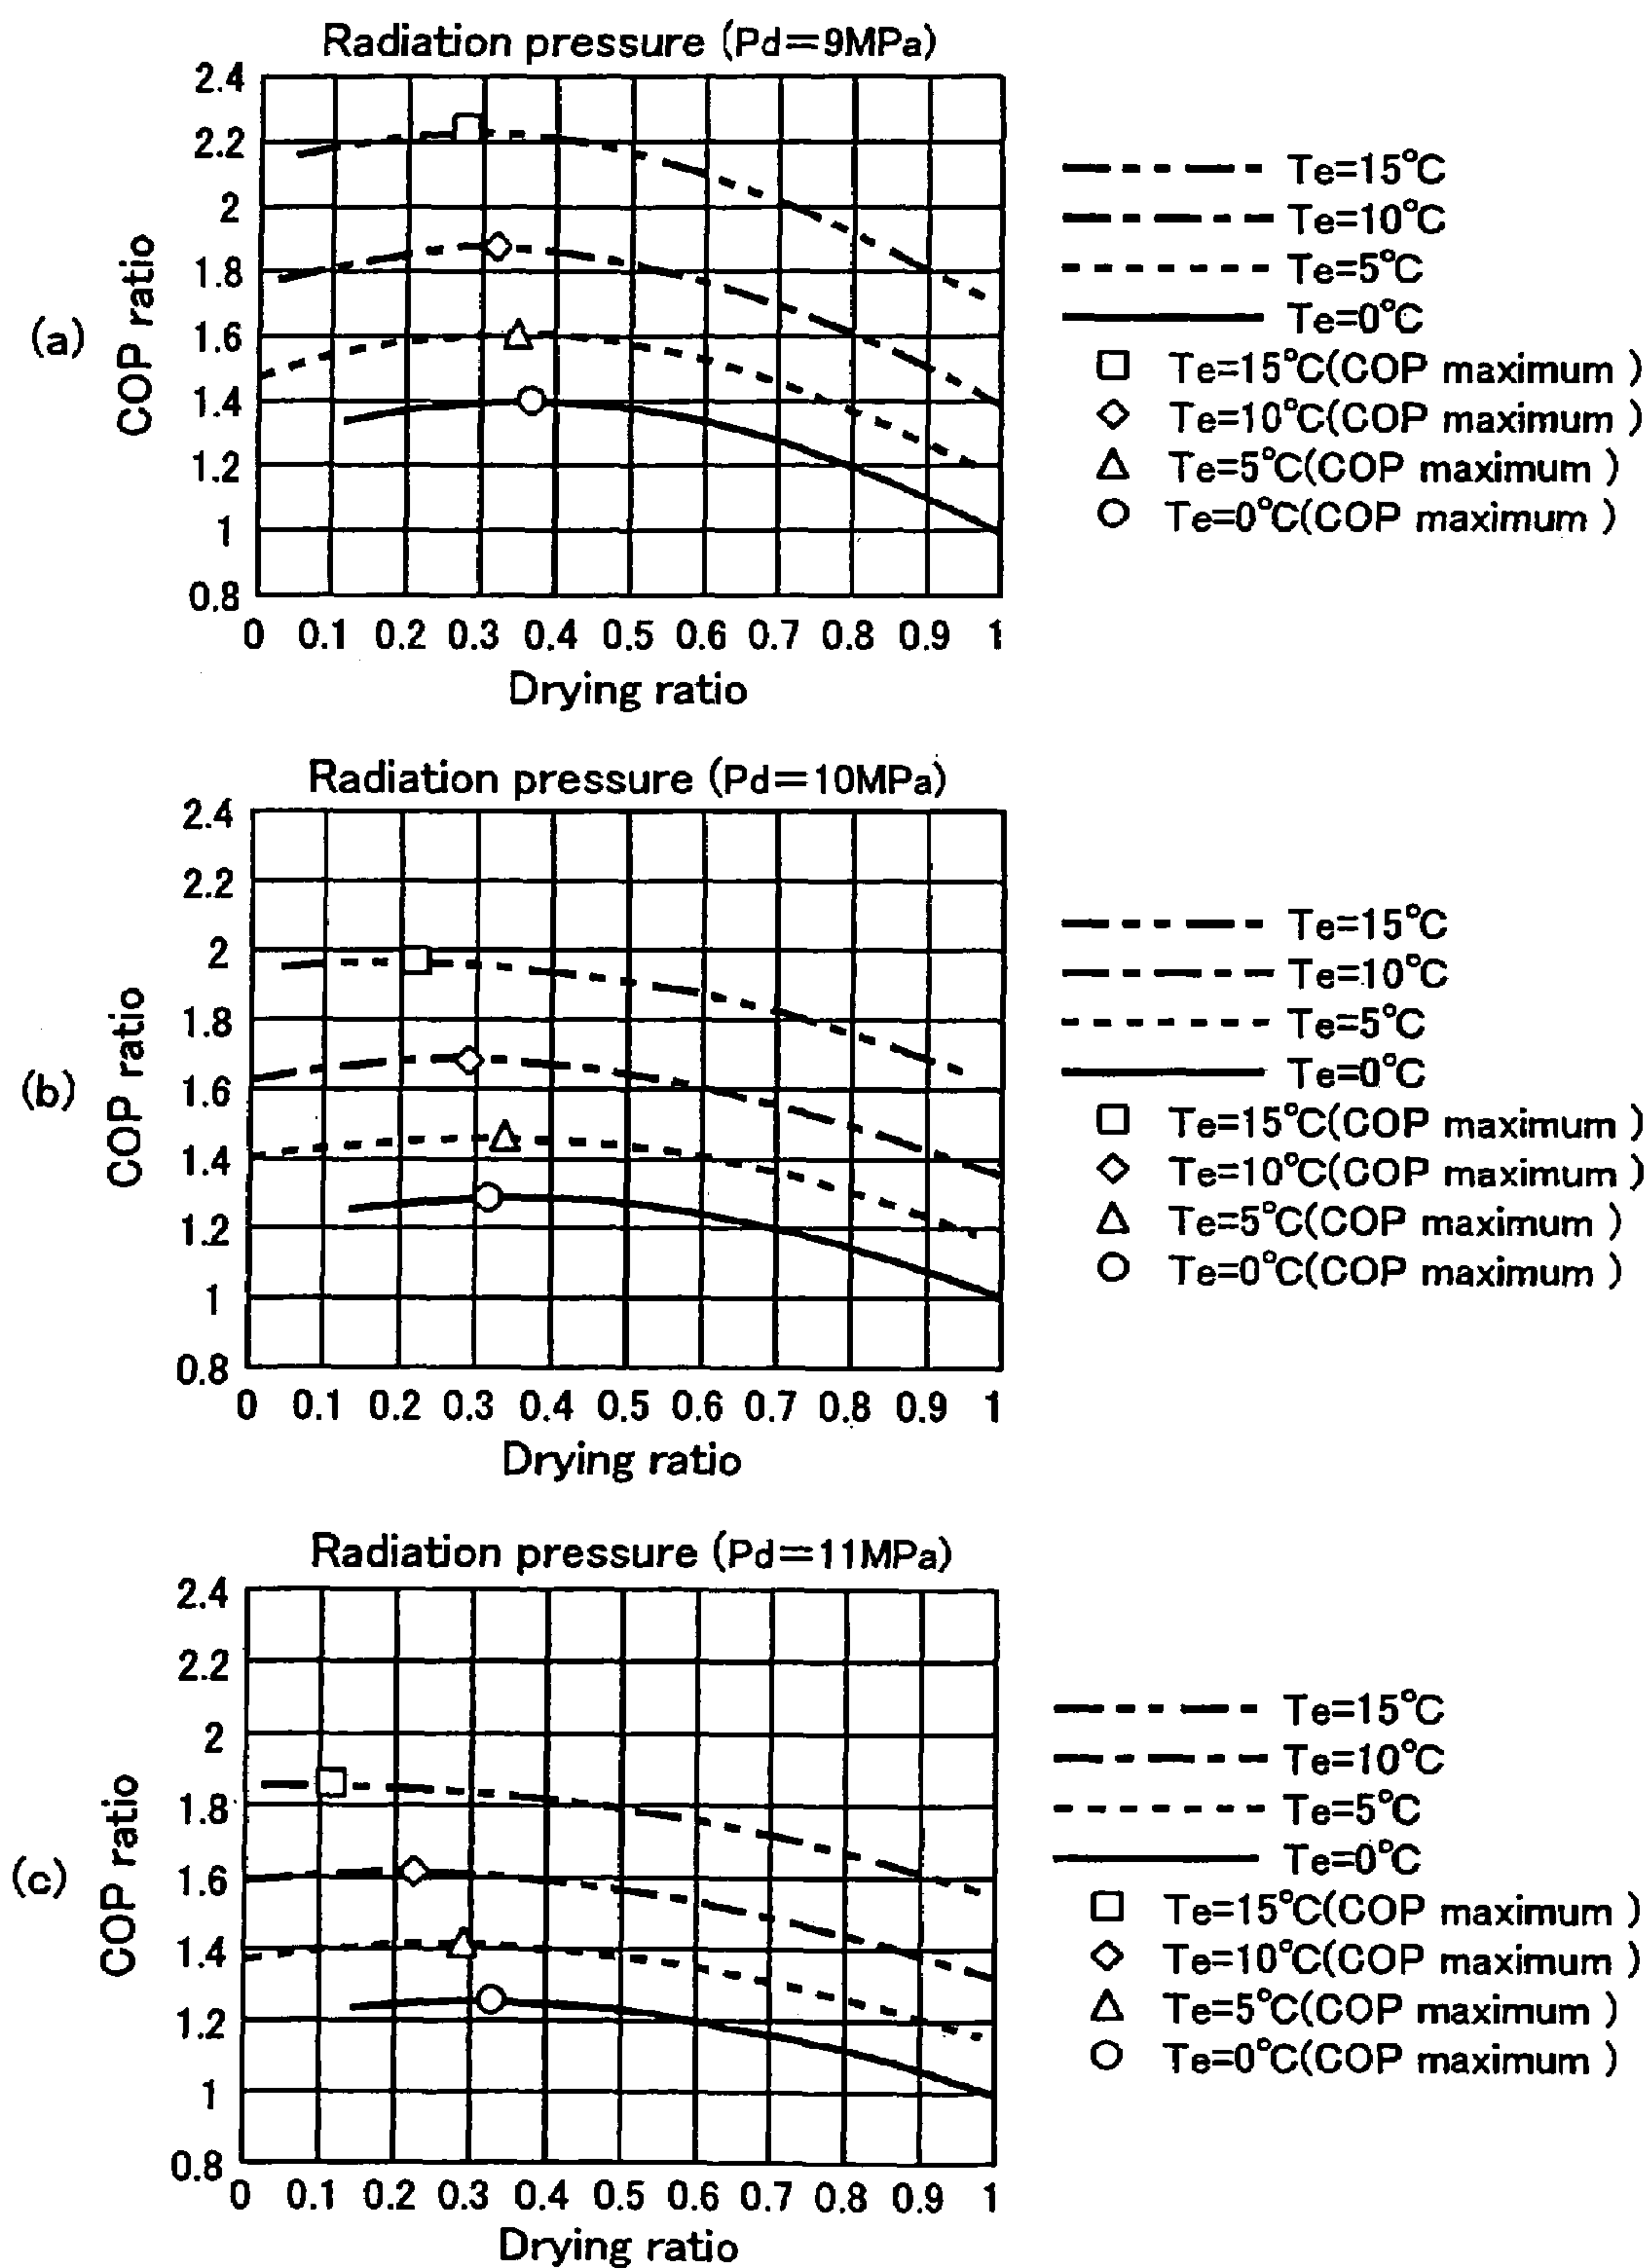 Radiation pressure (Pd=9MPa)
2.4
2.2
2
1.8
1.6
1.4
1.2
1
0.8
COP ratio
(a)
0 0.1 0.2 0.3 0.4 0.5 0.6 0.7 0.8 0.9 1
Drying ratio
Te=15°C
Te=10°C
Te=5°C
Te=0°C
Te=15°C(COP maximum )
Te=10°C(COP maximum )
Te=5°C(COP maximum )
Te=0°C(COP maximum )
Radiation pressure (Pd=10MPa)
2.4
2.2
2
1.8
1.6
1.4
1.2
1
0.8
COP ratio
(b)
0 0.1 0.2 0.3 0.4 0.5 0.6 0.7 0.8 0.9 1
Drying ratio
Te=15°C
Te=10°C
Te=5°C
Te=0°C
Te=15°C(COP maximum )
Te=10°C(COP maximum )
Te=5°C(COP maximum )
Te=0°C(COP maximum )
Radiation pressure (Pd=11MPa)
2.4
2.2
2
1.8
1.6
1.4
1.2
1
0.8
COP ratio
(c)
0 0.1 0.2 0.3 0.4 0.5 0.6 0.7 0.8 0.9 1
Drying ratio
Te=15°C
Te=10°C
Te=5°C
Te=0°C
Te=15°C(COP maximum )
Te=10°C(COP maximum )
Te=5°C(COP maximum )
Te=0°C(COP maximum )